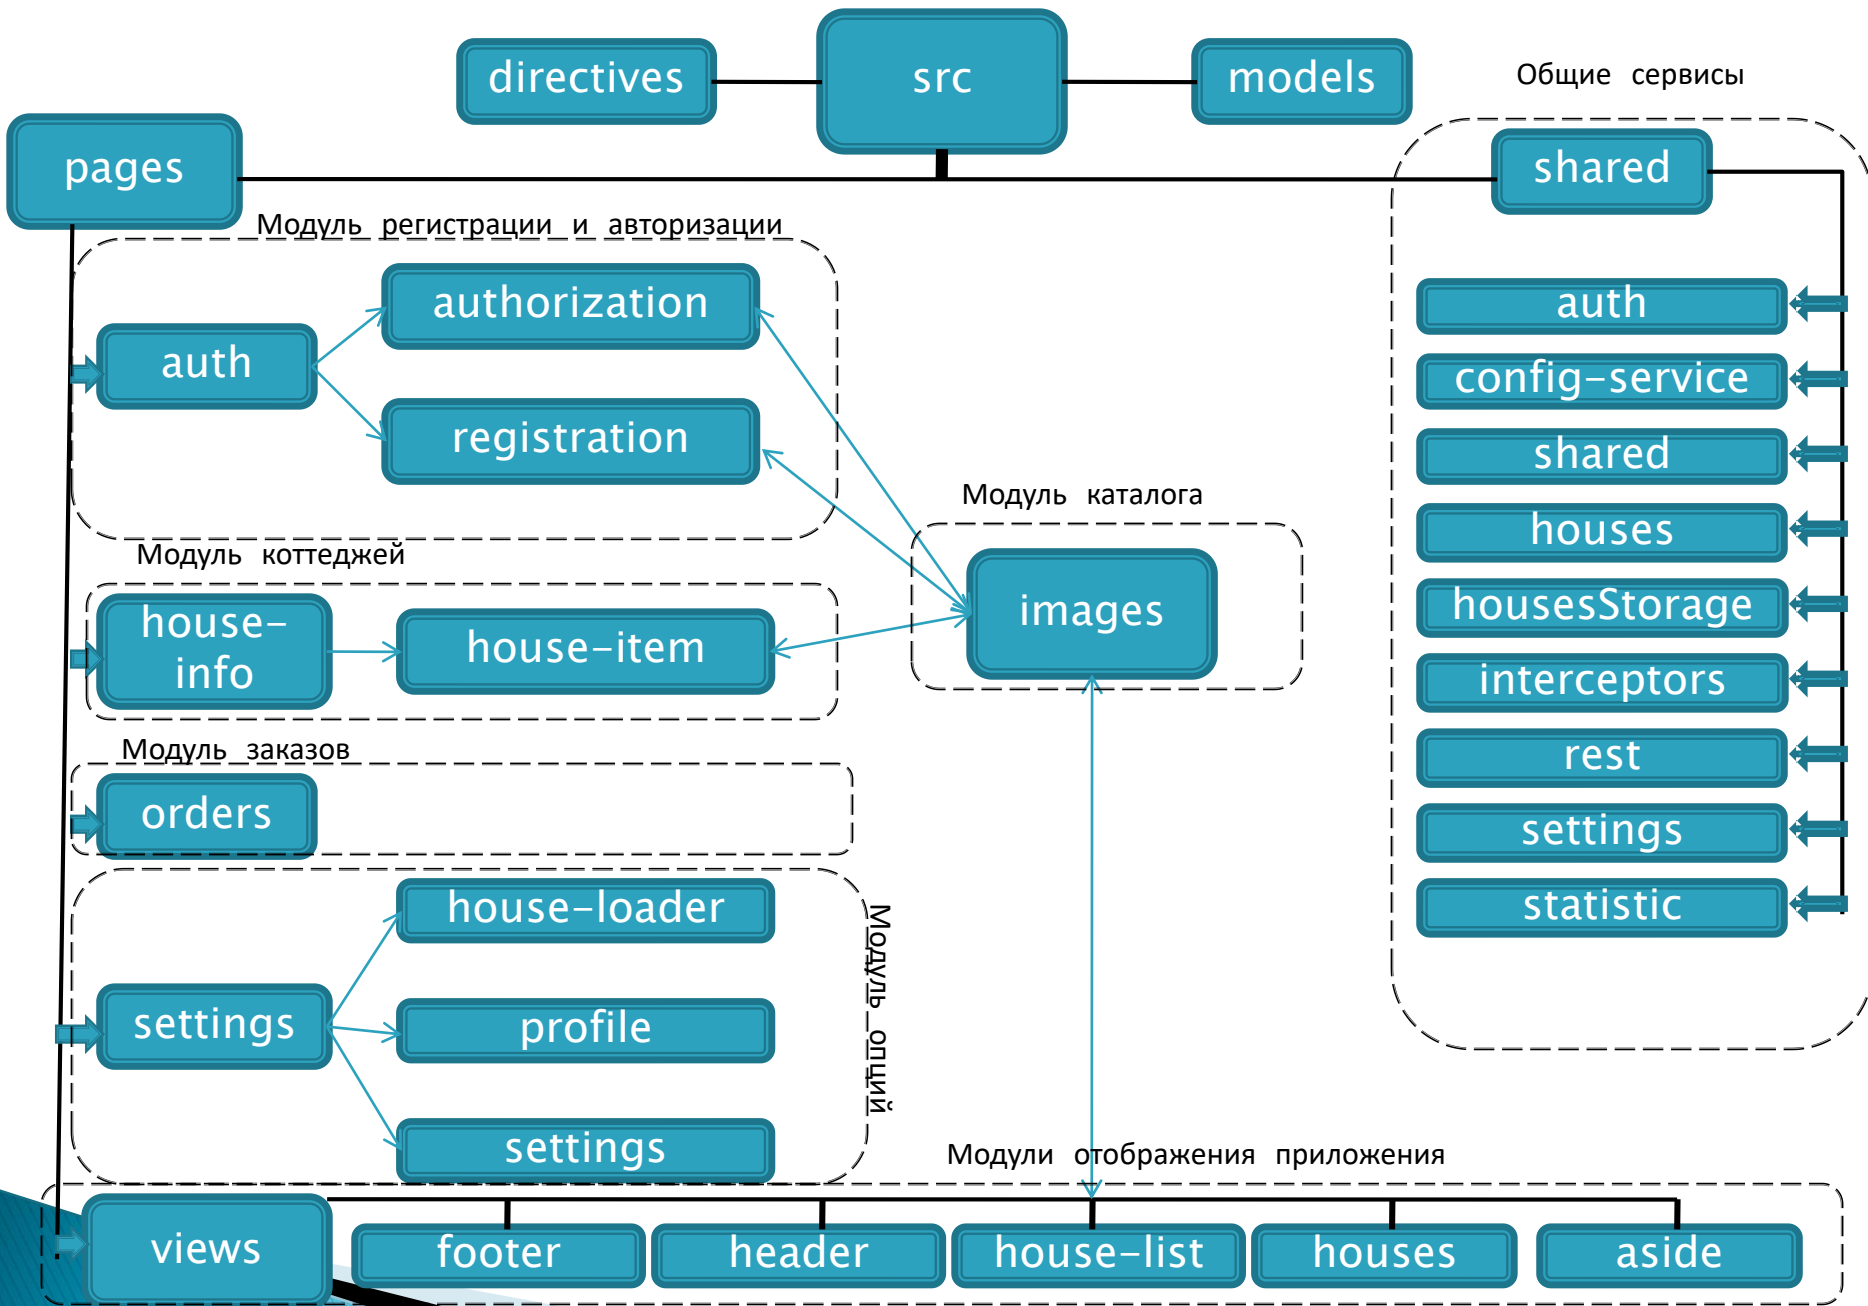 directives
src
models
Общие сервисы
pages
shared
Модуль регистрации и авторизации
authorization
auth
registration
auth
config-service
shared
houses
housesStorage
interceptors
rest
settings
statistic
Модуль каталога
images
Модуль коттеджей
house-
info
house-item
Модуль заказов
orders
Модуль опций
house-loader
settings
profile
settings
Модули отображения приложения
views
footer
header
house-list
houses
aside